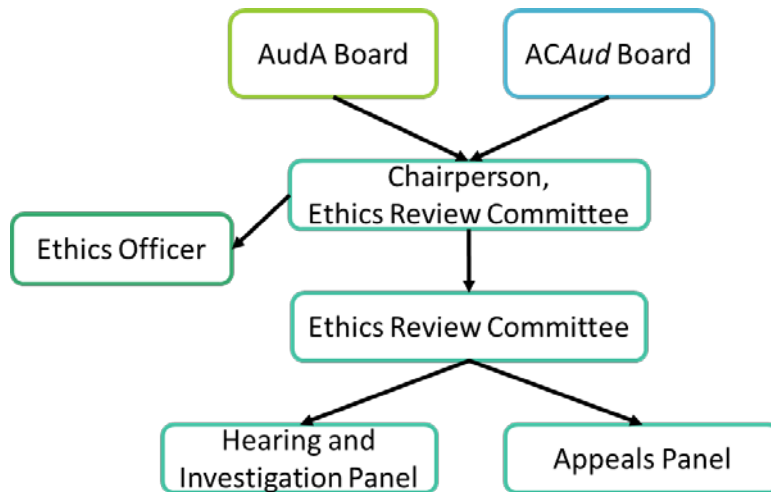 AudA Board
ACAud Board
Chairperson,
Ethics Review Committee
Ethics Officer
Ethics Review Committee
Hearing and
Investigation Panel
Appeals Panel